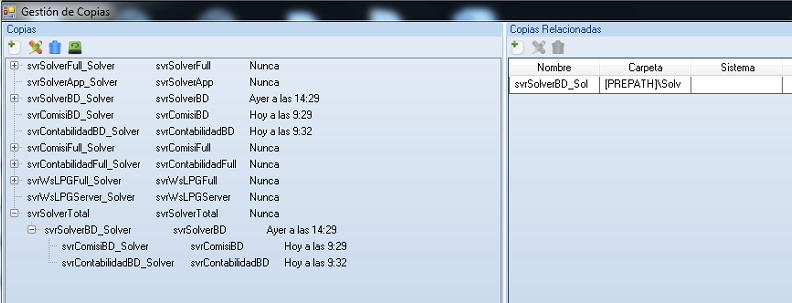 Gestión de Copias
Copias
svrSolverFull_Solver svrSolverFull Nunca
svrSolverApp_Solver svrSolverApp Nunca
svrSolverBD_Solver svrSolverBD Ayer a las 14:29
svrComisiBD_Solver svrComisiBD Hoy a las 9:29
svrContabilidadBD_Solver svrContabilidadBD Hoy a las 9:32
svrComisiFull_Solver svrComisiFull Nunca
svrContabilidadFull_Solver svrContabilidadFull Nunca
svrWsLPGFull_Solver svrWsLPGFull Nunca
svrWsLPGServer_Solver svrWsLPGServer Nunca
svrSolverTotal svrSolverTotal Nunca
svrSolverBD_Solver svrSolverBD Ayer a las 14:29
svrComisiBD_Solver svrComisiBD Hoy a las 9:29
svrContabilidadBD_Solver svrContabilidadBD Hoy a las 9:32
Copias Relacionadas
Nombre Carpeta Sistema
svrSolverBD_Sol [PREPATH]\Solv